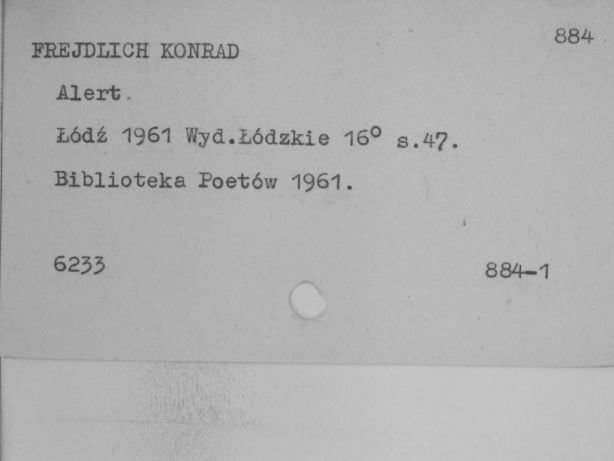 884
FREJDLICH KONRAD
Alert.
Łódź 1961 Wyd.Łódzkie 16° s.47.
Biblioteka Poetów 1961.
6233 884-1